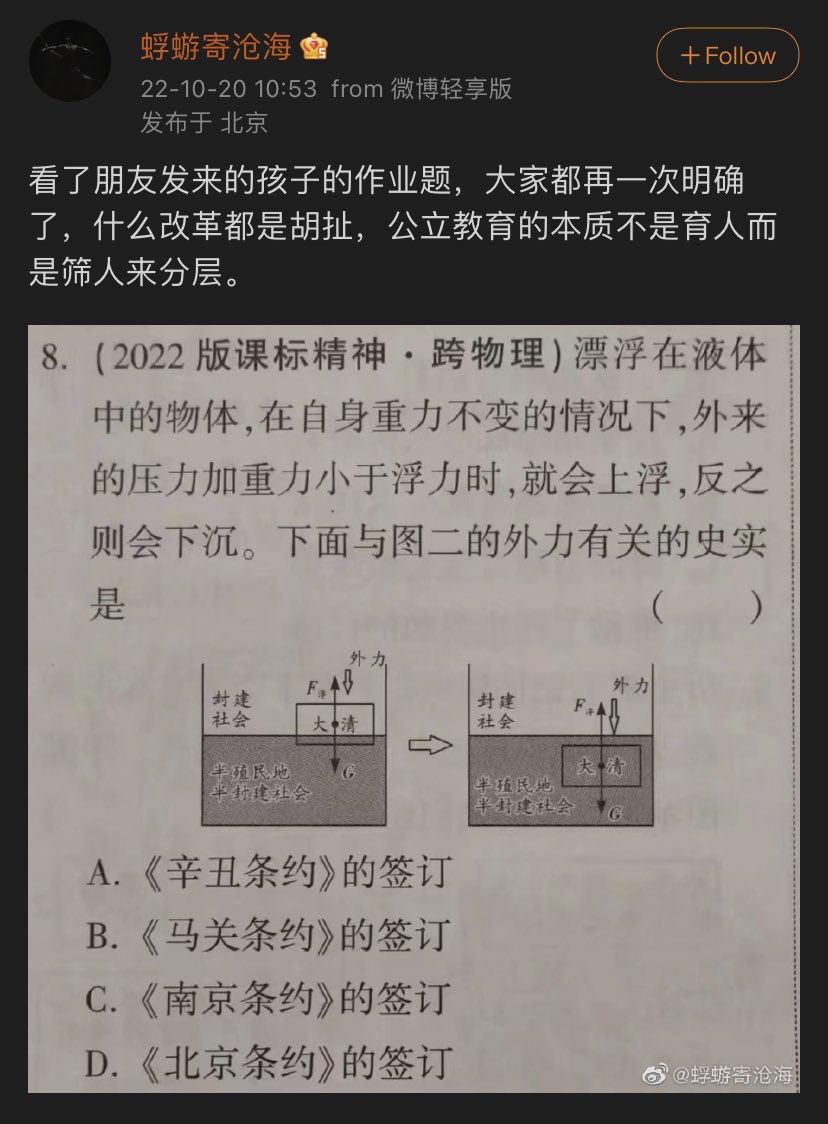 蜉蝣寄沧海
+Follow
22-10-20 10:53 from 微博轻享版
发布于 北京
看了朋友发来的孩子的作业题，大家都再一次明确
了，什么改革都是胡扯，公立教育的本质不是育人而
是筛人来分层。
8. (2022 版课标精神·跨物理)漂浮在液体
中的物体,在自身重力不变的情况下,外来
的压力加重力小于浮力时,就会上浮,反之
则会下沉。下面与图二的外力有关的史实
是 ( )
外力
F浮
封建
社会
大清
G
半殖民地
半封建社会
外力
F浮
封建
社会
大清
半殖民地
半封建社会
G
A.《辛丑条约》的签订
B.《马关条约》的签订
C.《南京条约》的签订
D.《北京条约》的签订
@蜉蝣寄沧海